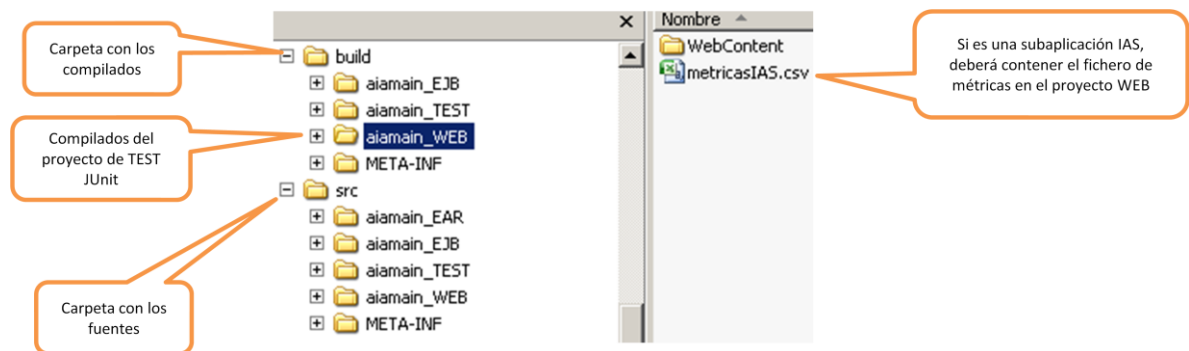 Carpeta con los
compilados
Compilados del
proyecto de TEST
JUnit
Carpeta con los
fuentes
build
aiamain_EJB
aiamain_TEST
aiamain_WEB
META-INF
src
aiamain_EAR
aiamain_EJB
aiamain_TEST
aiamain_WEB
META-INF
Nombre
WebContent
metricasIAS.csv
Si es una subaplicación IAS,
deberá contener el fichero de
métricas en el proyecto WEB